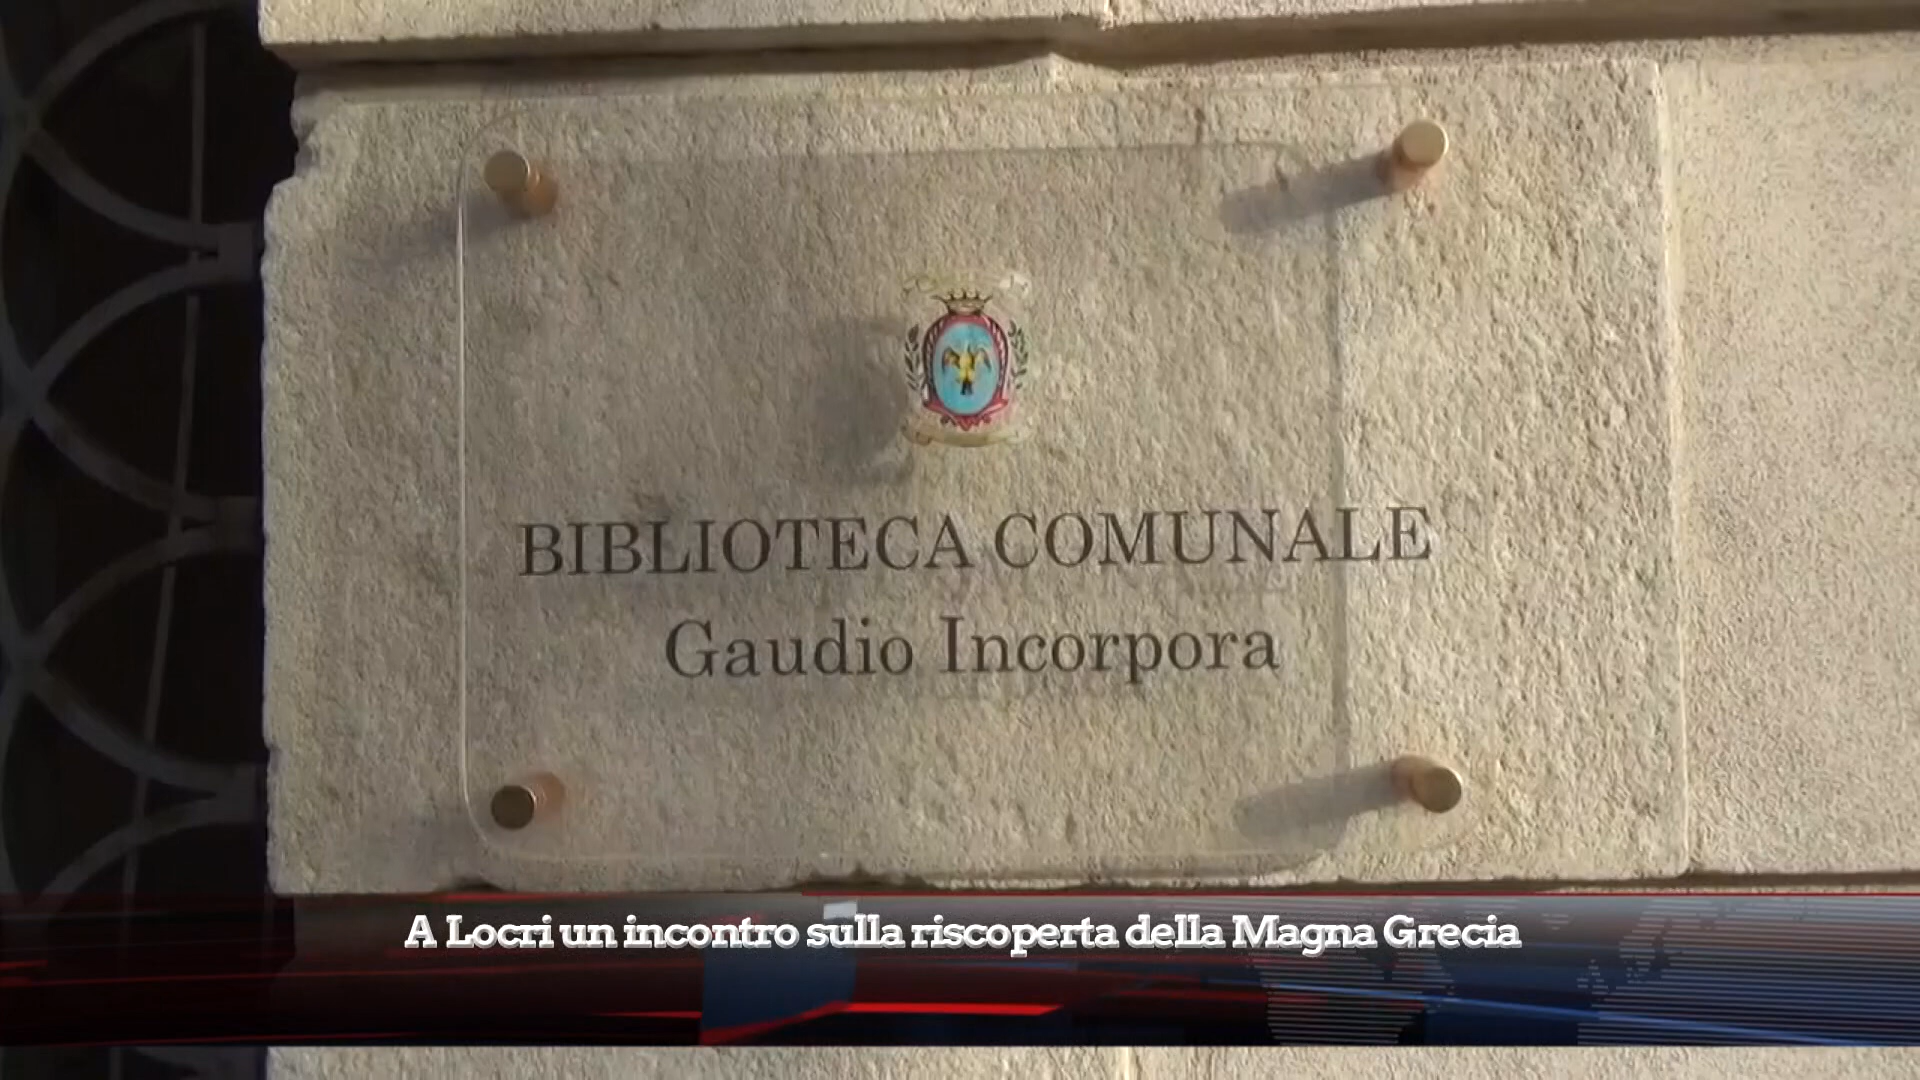 BIBLIOTECA COMUNALE
Gaudio Incorpora
A Locri un incontro sulla riscoperta della Magna Grecia